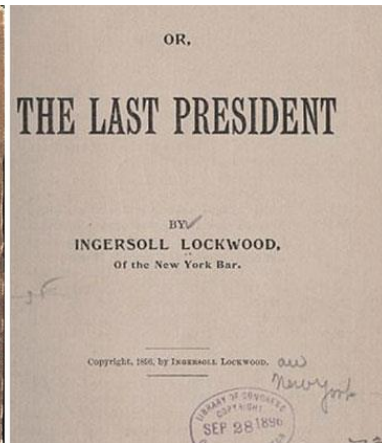 OR,
THE LAST PRESIDENT
BY
INGERSOLL LOCKWOOD,
Of the New York Bar.
Copyright, 1896, by INGERSOLL LOCKWOOD.
New York
LIBRARY OF CONGRESS
COPYRIGHT
SEP 28 1896